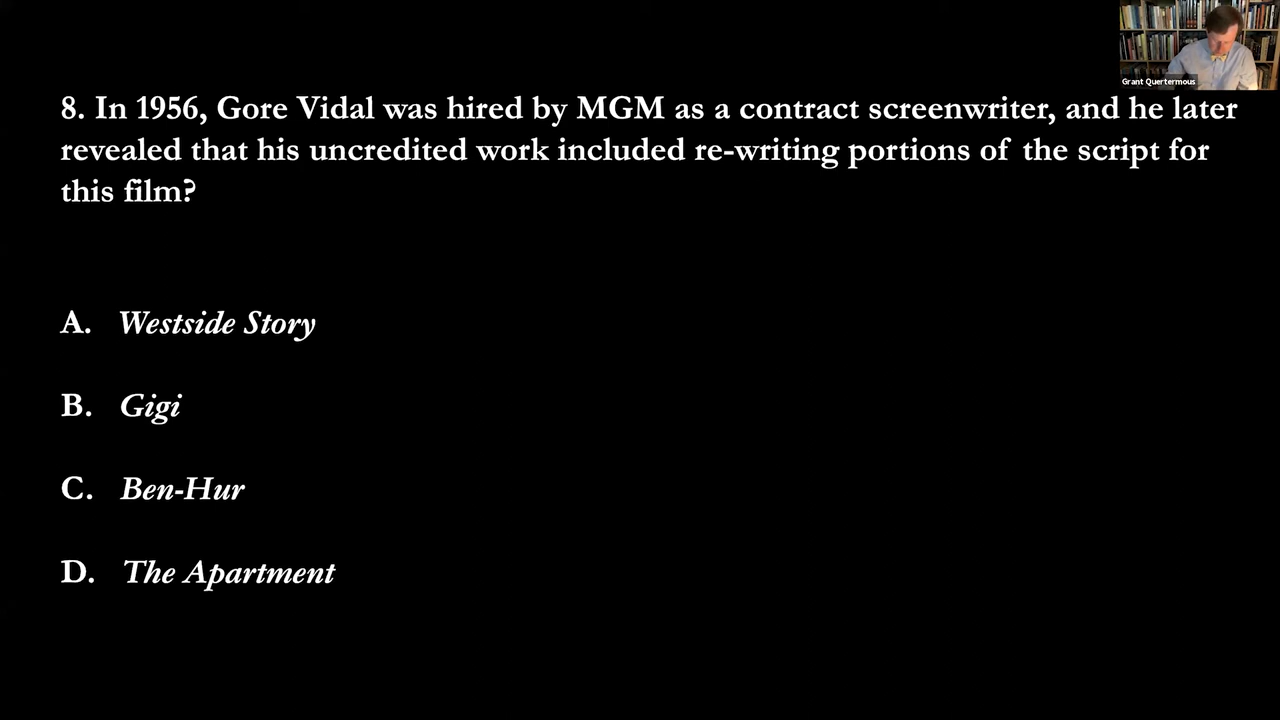 Grant Quertermous
8. In 1956, Gore Vidal was hired by MGM as a contract screenwriter, and he later
revealed that his uncredited work included re-writing portions of the script for
this film?
A. Westside Story
B. Gigi
C. Ben-Hur
D. The Apartment